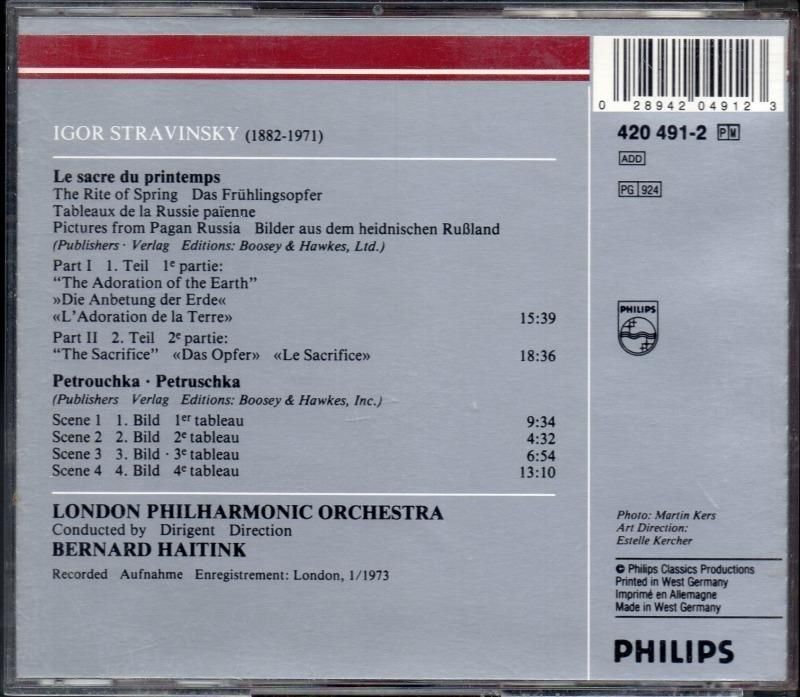 IGOR STRAVINSKY (1882-1971)
Le sacre du printemps
The Rite of Spring Das Frühlingsopfer
Tableaux de la Russie païenne
Pictures from Pagan Russia Bilder aus dem heidnischen Rußland
(Publishers · Verlag Editions: Boosey & Hawkes, Ltd.)
Part I 1. Teil 1e partie:
“The Adoration of the Earth”
»Die Anbetung der Erde«
«L’Adoration de la Terre» 15:39
Part II 2. Teil 2e partie:
“The Sacrifice” «Das Opfer» «Le Sacrifice» 18:36
Petrouchka · Petruschka
(Publishers Verlag Editions: Boosey & Hawkes, Inc.)
Scene 1 1. Bild 1er tableau 9:34
Scene 2 2. Bild 2e tableau 4:32
Scene 3 3. Bild · 3e tableau 6:54
Scene 4 4. Bild 4e tableau 13:10
LONDON PHILHARMONIC ORCHESTRA
Conducted by Dirigent Direction
BERNARD HAITINK
Recorded Aufnahme Enregistrement: London, 1/1973
0 28942 04912 3
420 491-2 PM
ADD
PG 924
PHILIPS
Photo: Martin Kers
Art Direction:
Estelle Kercher
℗ Philips Classics Productions
Printed in West Germany
Imprimé en Allemagne
Made in West Germany
PHILIPS